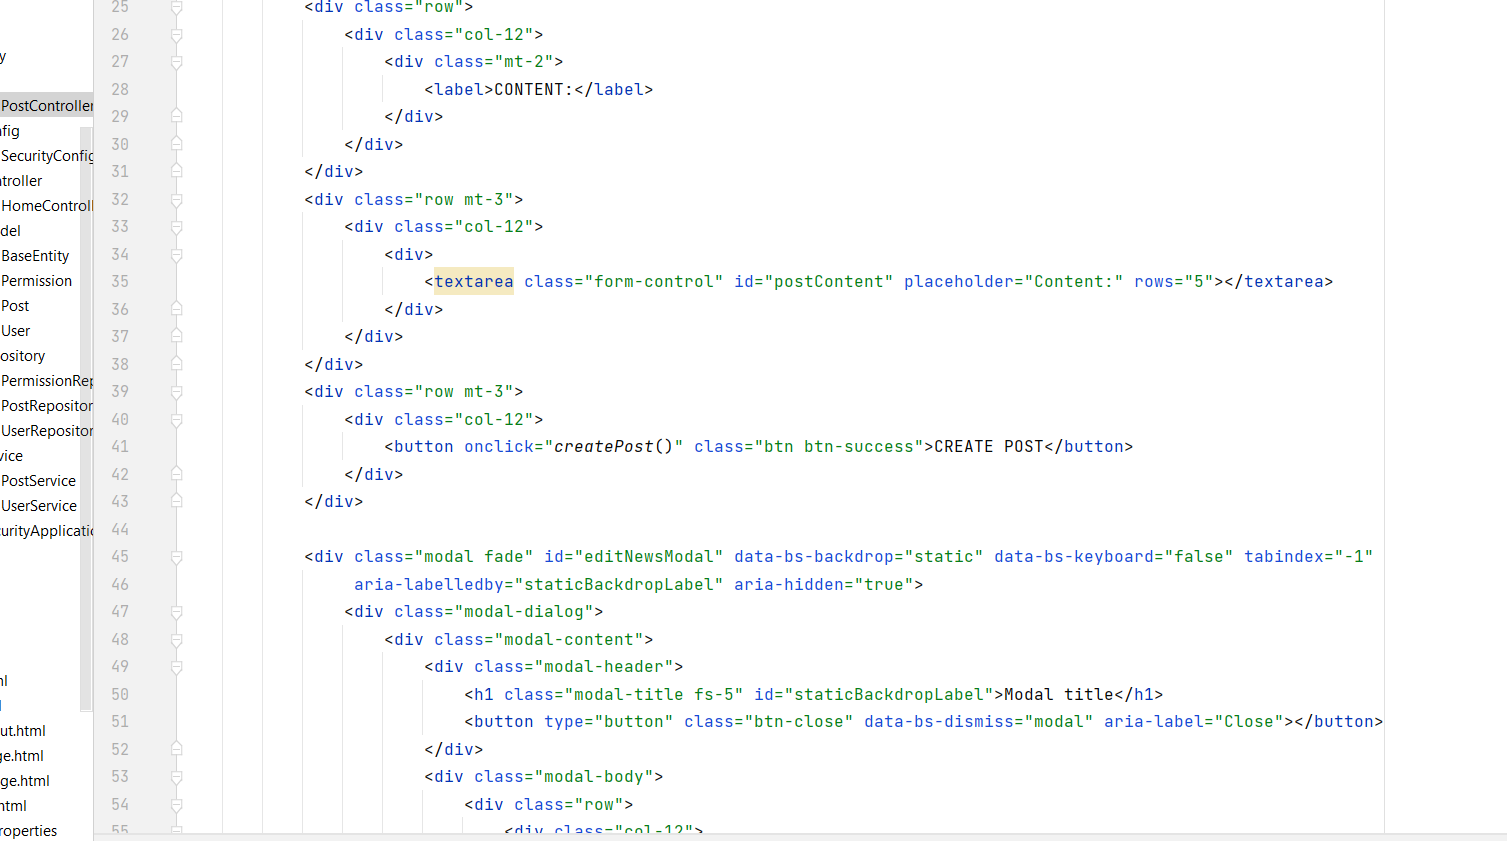 y
PostController
nfig
SecurityConfig
ntroller
HomeControll
del
BaseEntity
Permission
Post
User
ository
PermissionRep
PostRepositor
UserRepositor
vice
PostService
UserService
curityApplicatio
ml
ut.html
ge.html
ge.html
html
roperties
25 <div class="row">
26 <div class="col-12">
27 <div class="mt-2">
28 <label>CONTENT:</label>
29 </div>
30 </div>
31 </div>
32 <div class="row mt-3">
33 <div class="col-12">
34 <div>
35 <textarea class="form-control" id="postContent" placeholder="Content:" rows="5"></textarea>
36 </div>
37 </div>
38 </div>
39 <div class="row mt-3">
40 <div class="col-12">
41 <button onclick="createPost()" class="btn btn-success">CREATE POST</button>
42 </div>
43 </div>
44
45 <div class="modal fade" id="editNewsModal" data-bs-backdrop="static" data-bs-keyboard="false" tabindex="-1"
46 aria-labelledby="staticBackdropLabel" aria-hidden="true">
47 <div class="modal-dialog">
48 <div class="modal-content">
49 <div class="modal-header">
50 <h1 class="modal-title fs-5" id="staticBackdropLabel">Modal title</h1>
51 <button type="button" class="btn-close" data-bs-dismiss="modal" aria-label="Close"></button>
52 </div>
53 <div class="modal-body">
54 <div class="row">
55 <div class="col-12">